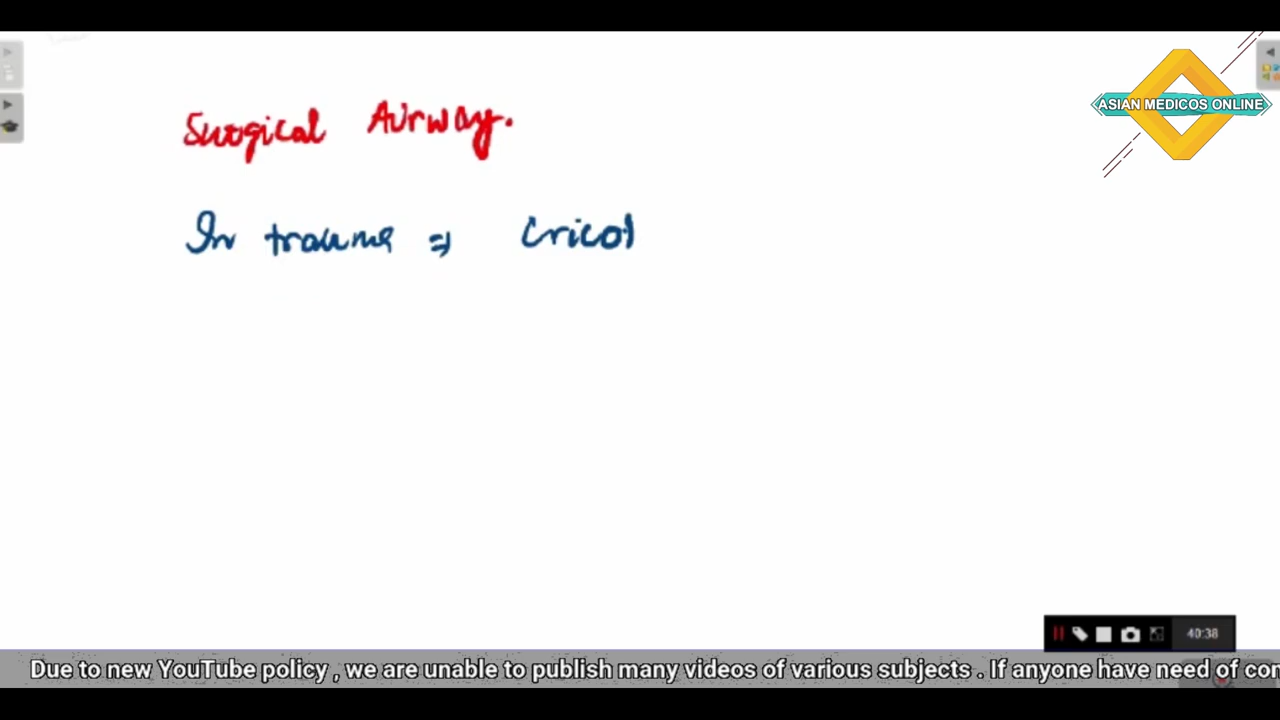 ASIAN MEDICOS ONLINE
Surgical Airway.
In trauma ⇒ Cricot
40:38
Due to new YouTube policy , we are unable to publish many videos of various subjects . If anyone have need of con